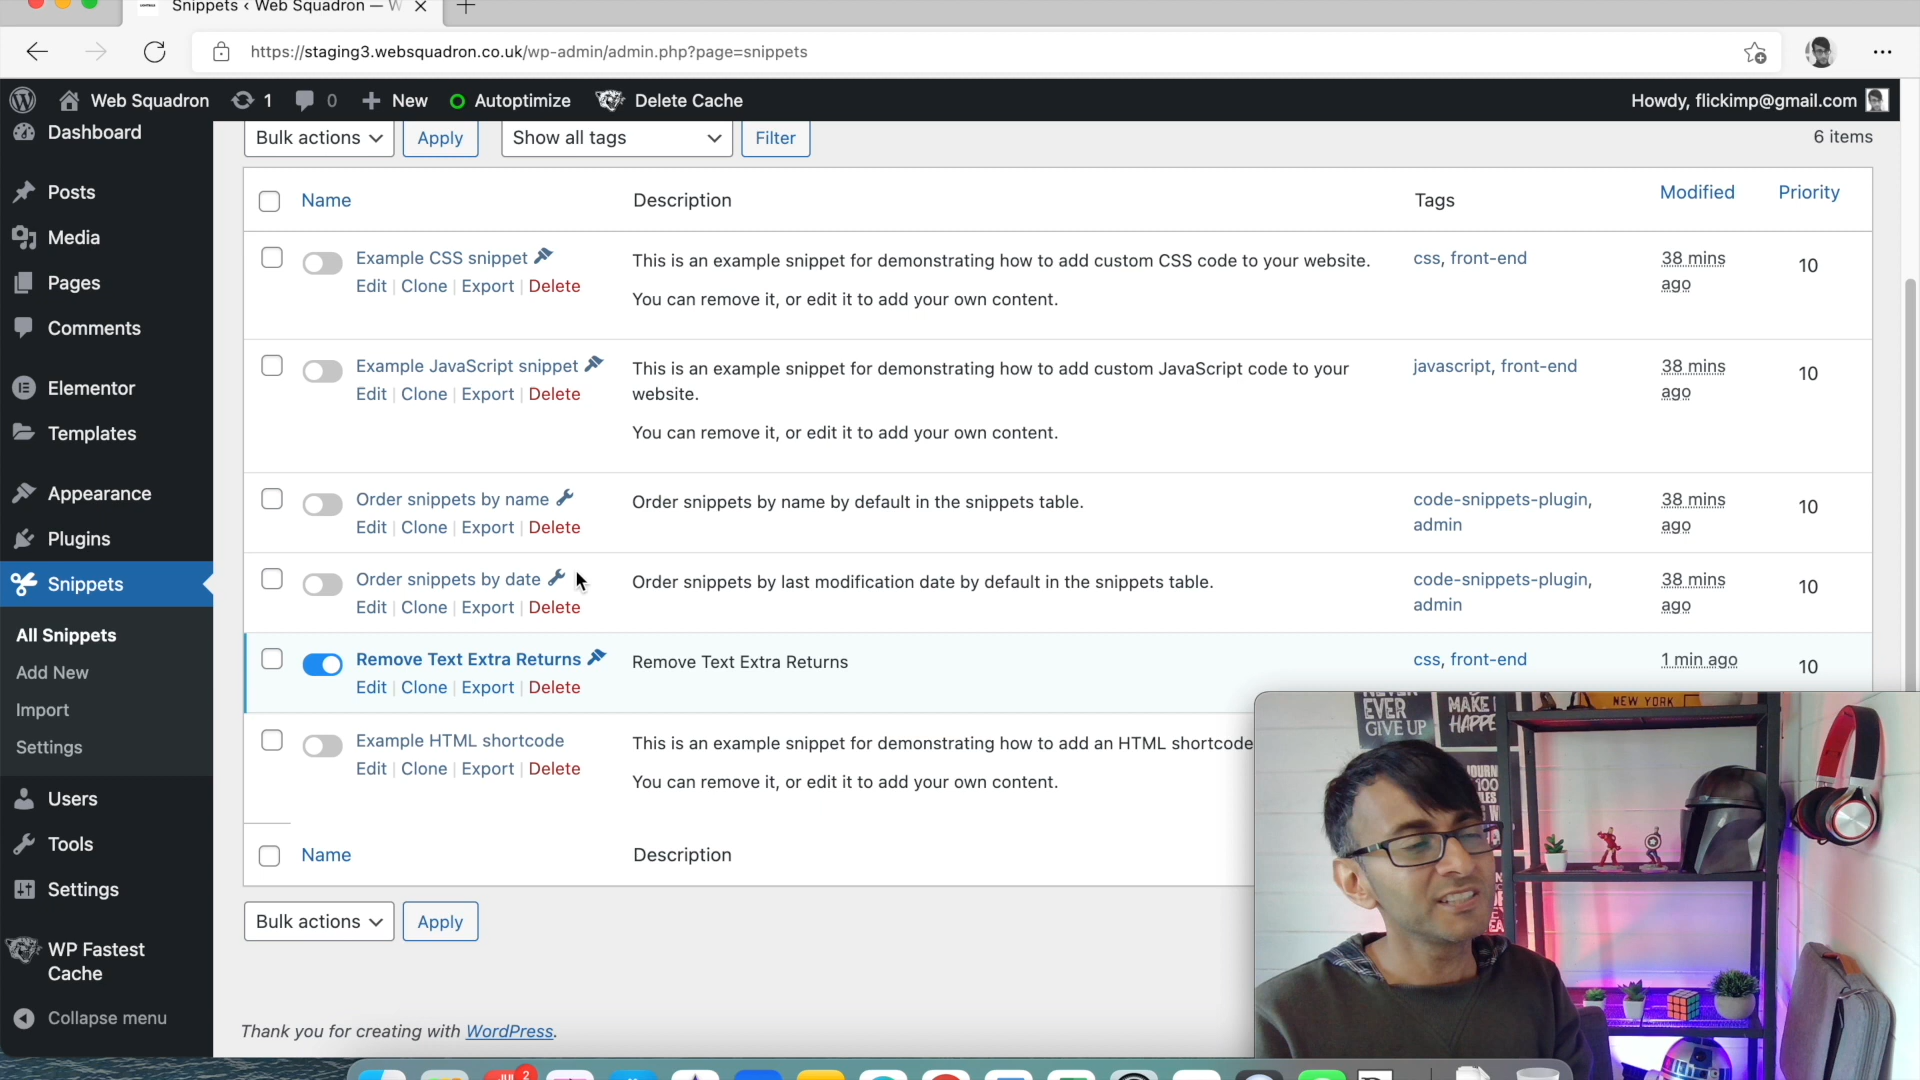 Snippets ‹ Web Squadron — W
https://staging3.websquadron.co.uk/wp-admin/admin.php?page=snippets
Web Squadron 1 0 New Autoptimize Delete Cache
Howdy, flickimp@gmail.com
Dashboard
Posts
Media
Pages
Comments
Elementor
Templates
Appearance
Plugins
Snippets
All Snippets
Add New
Import
Settings
Users
Tools
Settings
WP Fastest
Cache
Collapse menu
Bulk actions Apply Show all tags Filter 6 items
Name Description Tags Modified Priority
Example CSS snippet
Edit | Clone | Export | Delete
This is an example snippet for demonstrating how to add custom CSS code to your website.
You can remove it, or edit it to add your own content.
css, front-end
38 mins
ago
10
Example JavaScript snippet
Edit | Clone | Export | Delete
This is an example snippet for demonstrating how to add custom JavaScript code to your
website.
You can remove it, or edit it to add your own content.
javascript, front-end
38 mins
ago
10
Order snippets by name
Edit | Clone | Export | Delete
Order snippets by name by default in the snippets table.
code-snippets-plugin,
admin
38 mins
ago
10
Order snippets by date
Edit | Clone | Export | Delete
Order snippets by last modification date by default in the snippets table.
code-snippets-plugin,
admin
38 mins
ago
10
Remove Text Extra Returns
Edit | Clone | Export | Delete
Remove Text Extra Returns
css, front-end
1 min ago
10
Example HTML shortcode
Edit | Clone | Export | Delete
This is an example snippet for demonstrating how to add an HTML shortcode
You can remove it, or edit it to add your own content.
Name Description
Bulk actions Apply
Thank you for creating with WordPress.
EVER
GIVE UP
MAKE
HAPPE
NEW YORK
2